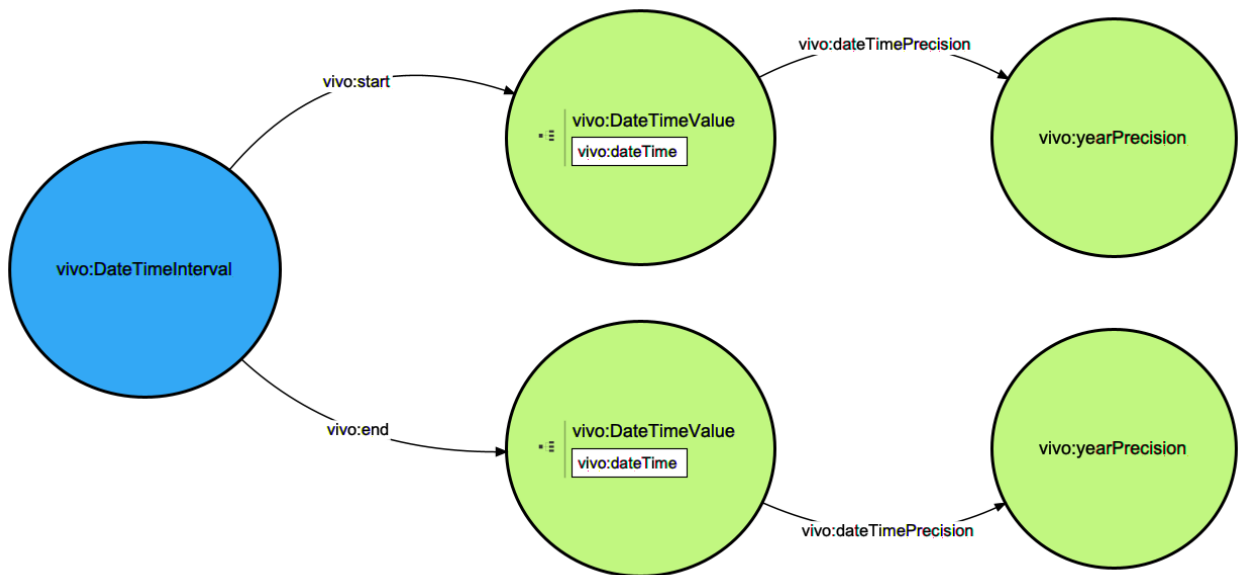 vivo:dateTimePrecision
vivo:start
vivo:DateTimeValue
vivo:dateTime
vivo:yearPrecision
vivo:DateTimeInterval
vivo:end
vivo:DateTimeValue
vivo:dateTime
vivo:yearPrecision
vivo:dateTimePrecision